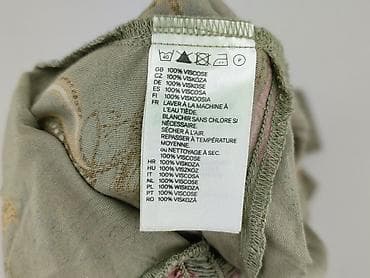 GB 100% VISCOSE
CZ 100% VISKÓZA
DE 100% VISKOSE
ES 100% VISCOSA
FI 100% VISKOOSIA
FR LAVER À LA MACHINE À
L'EAU TIÈDE.
BLANCHIR SANS CHLORE SI
NÉCESSAIRE.
SÉCHER À L'AIR.
REPASSER À TEMPÉRATURE
MOYENNE.
OU NETTOYAGE AU SEC.
100% VISCOSE
HR 100% VISKOZA
HU 100% VISZKÓZ
IT 100% VISCOSA
NL 100% VISCOSE
PL 100% WISKOZA
PT 100% VISCOSE
RO 100% VISCOZĂ